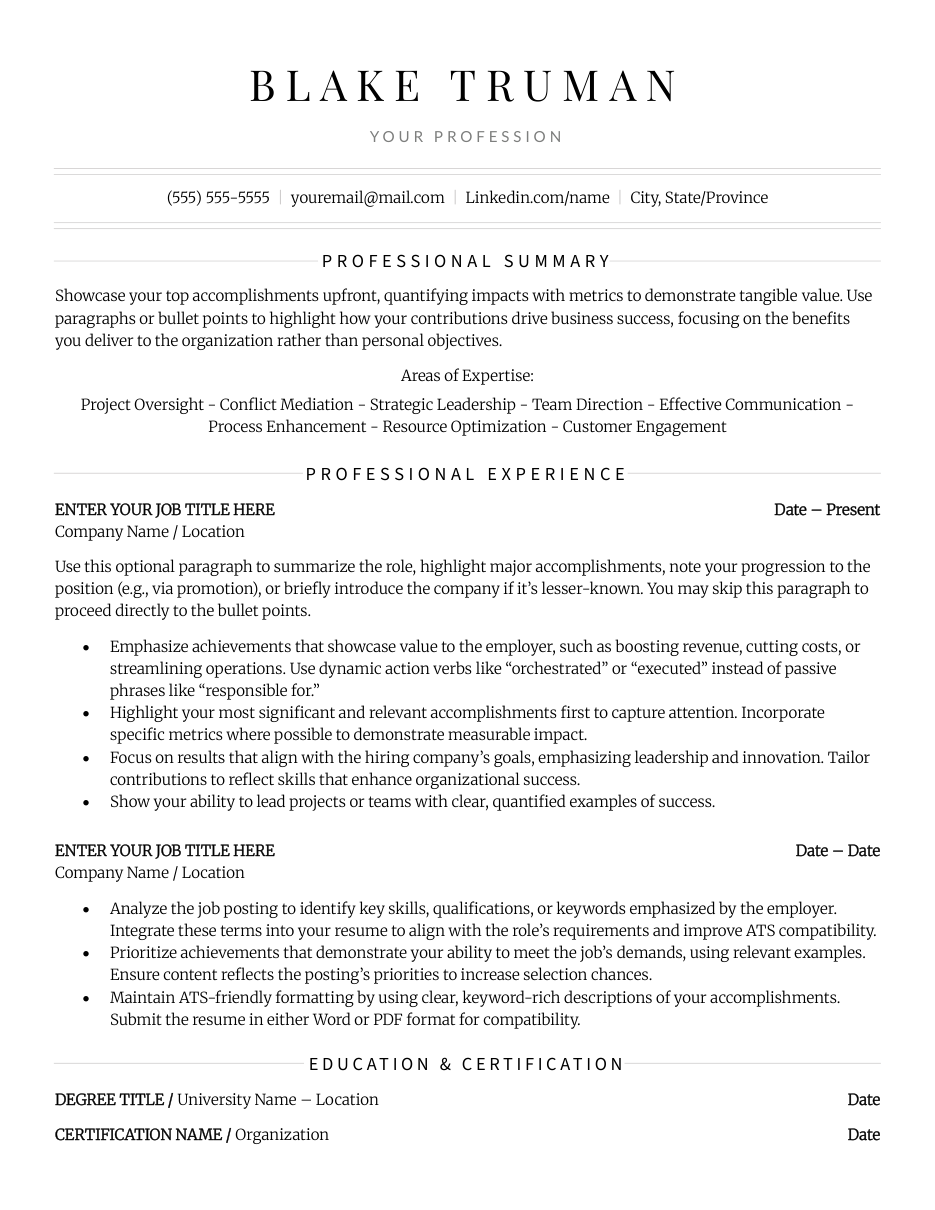 BLAKE TRUMAN
YOUR PROFESSION
(555) 555-5555 | youremail@mail.com | Linkedin.com/name | City, State/Province
PROFESSIONAL SUMMARY
Showcase your top accomplishments upfront, quantifying impacts with metrics to demonstrate tangible value. Use
paragraphs or bullet points to highlight how your contributions drive business success, focusing on the benefits
you deliver to the organization rather than personal objectives.
Areas of Expertise:
Project Oversight - Conflict Mediation - Strategic Leadership - Team Direction - Effective Communication -
Process Enhancement - Resource Optimization - Customer Engagement
PROFESSIONAL EXPERIENCE
ENTER YOUR JOB TITLE HERE Date – Present
Company Name / Location
Use this optional paragraph to summarize the role, highlight major accomplishments, note your progression to the
position (e.g., via promotion), or briefly introduce the company if it’s lesser-known. You may skip this paragraph to
proceed directly to the bullet points.
• Emphasize achievements that showcase value to the employer, such as boosting revenue, cutting costs, or
streamlining operations. Use dynamic action verbs like “orchestrated” or “executed” instead of passive
phrases like “responsible for.”
• Highlight your most significant and relevant accomplishments first to capture attention. Incorporate
specific metrics where possible to demonstrate measurable impact.
• Focus on results that align with the hiring company’s goals, emphasizing leadership and innovation. Tailor
contributions to reflect skills that enhance organizational success.
• Show your ability to lead projects or teams with clear, quantified examples of success.
ENTER YOUR JOB TITLE HERE Date – Date
Company Name / Location
• Analyze the job posting to identify key skills, qualifications, or keywords emphasized by the employer.
Integrate these terms into your resume to align with the role’s requirements and improve ATS compatibility.
• Prioritize achievements that demonstrate your ability to meet the job’s demands, using relevant examples.
Ensure content reflects the posting’s priorities to increase selection chances.
• Maintain ATS-friendly formatting by using clear, keyword-rich descriptions of your accomplishments.
Submit the resume in either Word or PDF format for compatibility.
EDUCATION & CERTIFICATION
DEGREE TITLE / University Name – Location Date
CERTIFICATION NAME / Organization Date